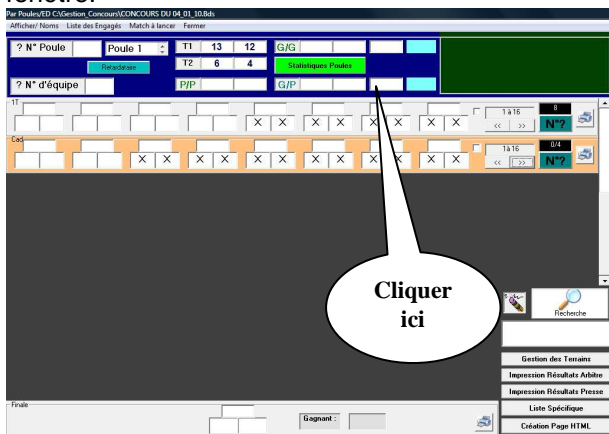 fenêtre.
Par Poules/ED C:\Gestion_Concours\CONCOURS DU 04_01_10.Bds
Afficher/ Noms Liste des Engagés Match à lancer Fermer
? N° Poule Poule 1 T1 13 12 G/G
Retardataire T2 6 4 Statistiques Poules
? N° d'équipe P/P G/P
1T
X X X X X X X X
1 à 16 8
<< >> N°?
Cad
X X X X X X X X X X X X
1 à 16 0/4
<< >> N°?
Cliquer
ici
Recherche
Gestion des Terrains
Impression Résultats Arbitre
Impression Résultats Presse
Liste Spécifique
Création Page HTML
Finale
Gagnant :